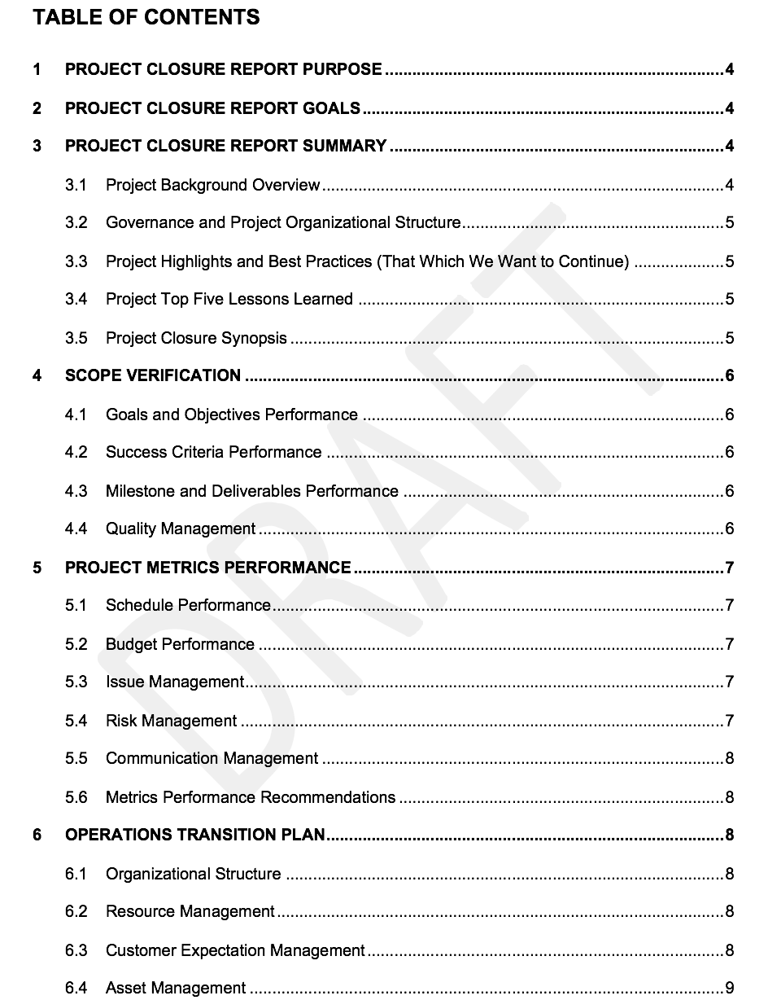 TABLE OF CONTENTS
1 PROJECT CLOSURE REPORT PURPOSE ........................................................................... 4
2 PROJECT CLOSURE REPORT GOALS ................................................................................ 4
3 PROJECT CLOSURE REPORT SUMMARY .......................................................................... 4
3.1 Project Background Overview ......................................................................................... 4
3.2 Governance and Project Organizational Structure.......................................................... 5
3.3 Project Highlights and Best Practices (That Which We Want to Continue) .................... 5
3.4 Project Top Five Lessons Learned ................................................................................. 5
3.5 Project Closure Synopsis ................................................................................................ 5
4 SCOPE VERIFICATION .......................................................................................................... 6
4.1 Goals and Objectives Performance ................................................................................ 6
4.2 Success Criteria Performance ........................................................................................ 6
4.3 Milestone and Deliverables Performance ....................................................................... 6
4.4 Quality Management ....................................................................................................... 6
5 PROJECT METRICS PERFORMANCE .................................................................................. 7
5.1 Schedule Performance.................................................................................................... 7
5.2 Budget Performance ....................................................................................................... 7
5.3 Issue Management.......................................................................................................... 7
5.4 Risk Management ........................................................................................................... 7
5.5 Communication Management ......................................................................................... 8
5.6 Metrics Performance Recommendations ........................................................................ 8
6 OPERATIONS TRANSITION PLAN........................................................................................ 8
6.1 Organizational Structure ................................................................................................. 8
6.2 Resource Management ................................................................................................... 8
6.3 Customer Expectation Management ............................................................................... 8
6.4 Asset Management ......................................................................................................... 9
DRAFT